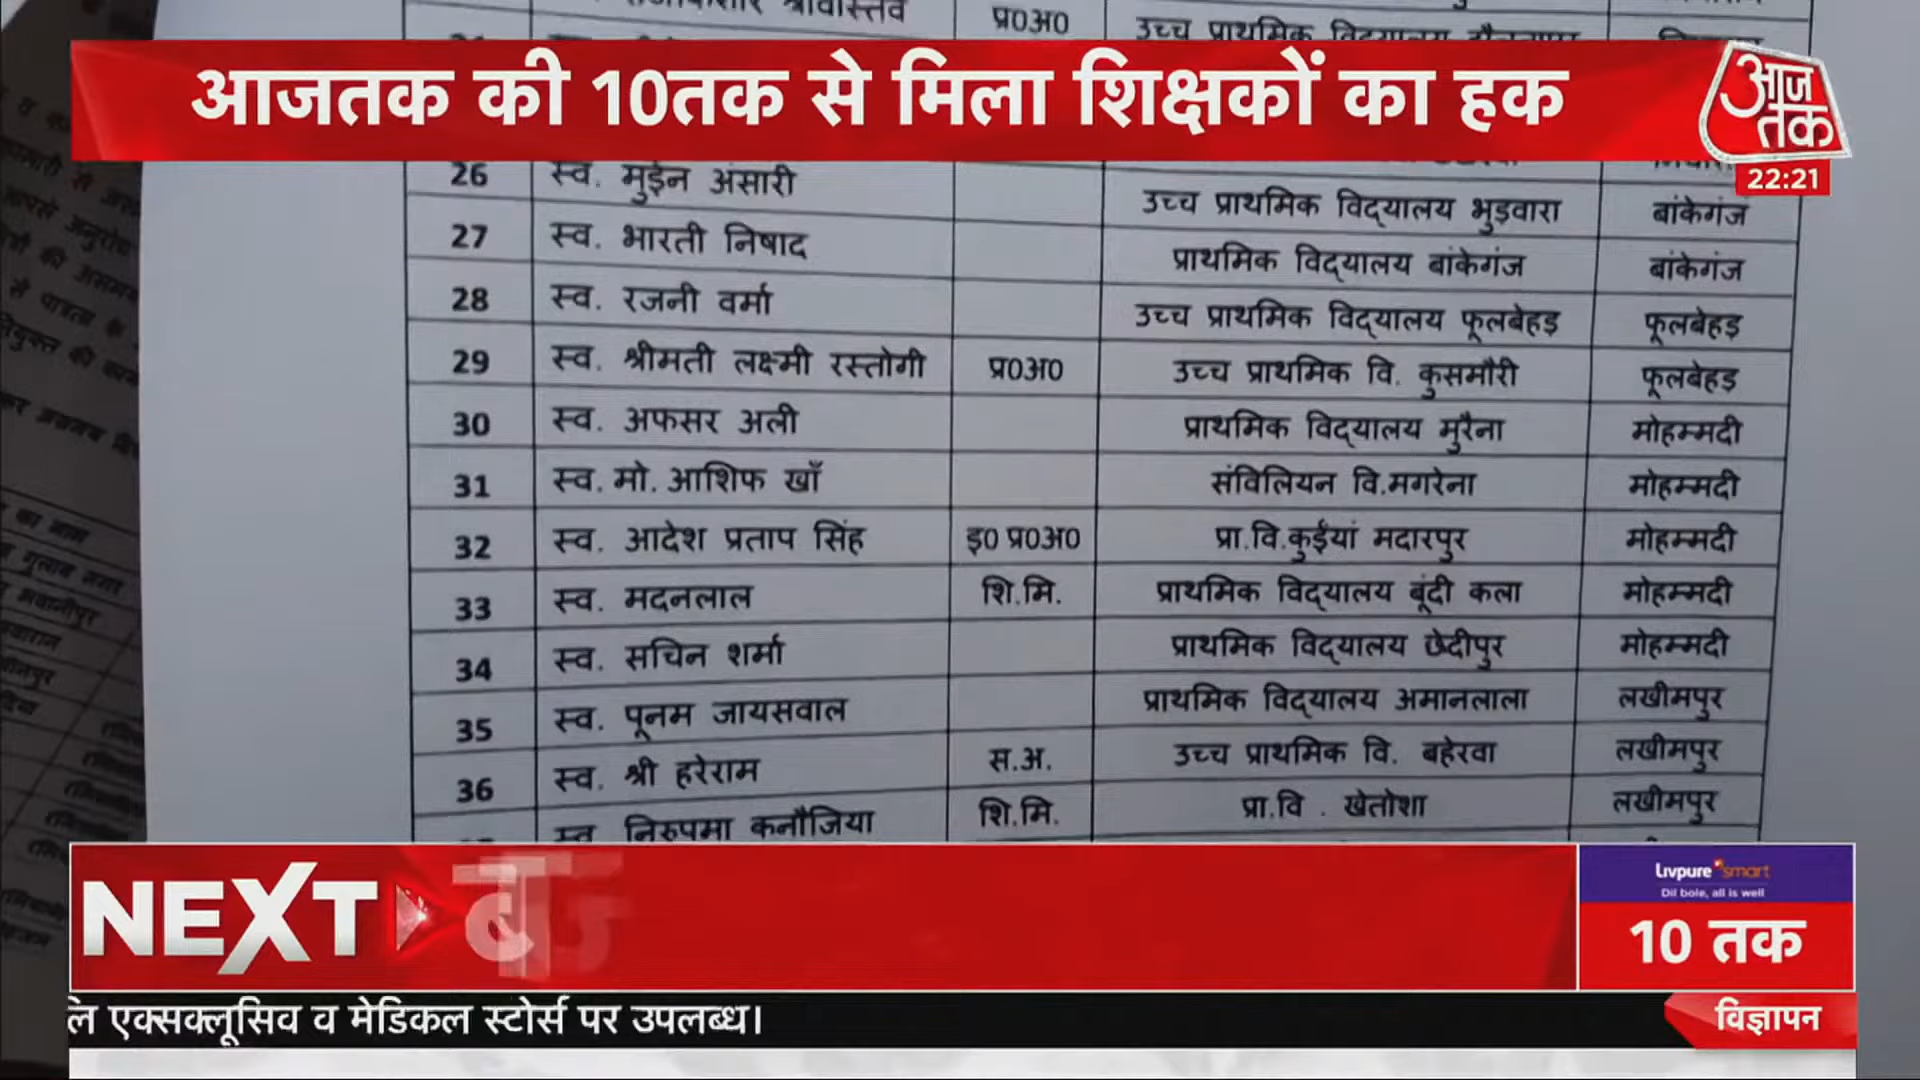 श्रीवास्तव प्र0अ0 उच्च प्राथमिक विद्यालय
आजतक की 10तक से मिला शिक्षकों का हक
आज तक
22:21
26 स्व. मुईन अंसारी उच्च प्राथमिक विद्यालय भुड़वारा बांकेगंज
27 स्व. भारती निषाद प्राथमिक विद्यालय बांकेगंज बांकेगंज
28 स्व. रजनी वर्मा उच्च प्राथमिक विद्यालय फूलबेहड़ फूलबेहड़
29 स्व. श्रीमती लक्ष्मी रस्तोगी प्र0अ0 उच्च प्राथमिक वि. कुसमौरी फूलबेहड़
30 स्व. अफसर अली प्राथमिक विद्यालय मुरैना मोहम्मदी
31 स्व. मो. आशिफ खाँ संविलियन वि.मगरेना मोहम्मदी
32 स्व. आदेश प्रताप सिंह इ0 प्र0अ0 प्रा.वि.कुईयां मदारपुर मोहम्मदी
33 स्व. मदनलाल शि.मि. प्राथमिक विद्यालय बूंदी कला मोहम्मदी
34 स्व. सचिन शर्मा प्राथमिक विद्यालय छेदीपुर मोहम्मदी
35 स्व. पूनम जायसवाल प्राथमिक विद्यालय अमानलाला लखीमपुर
36 स्व. श्री हरेराम स.अ. उच्च प्राथमिक वि. बहेरवा लखीमपुर
स्व. निरुपमा कनौजिया शि.मि. प्रा.वि . खेतोशा लखीमपुर
NEXT
Livpure smart
Dil bole, all is well
10 तक
लि एक्सक्लूसिव व मेडिकल स्टोर्स पर उपलब्ध।
विज्ञापन